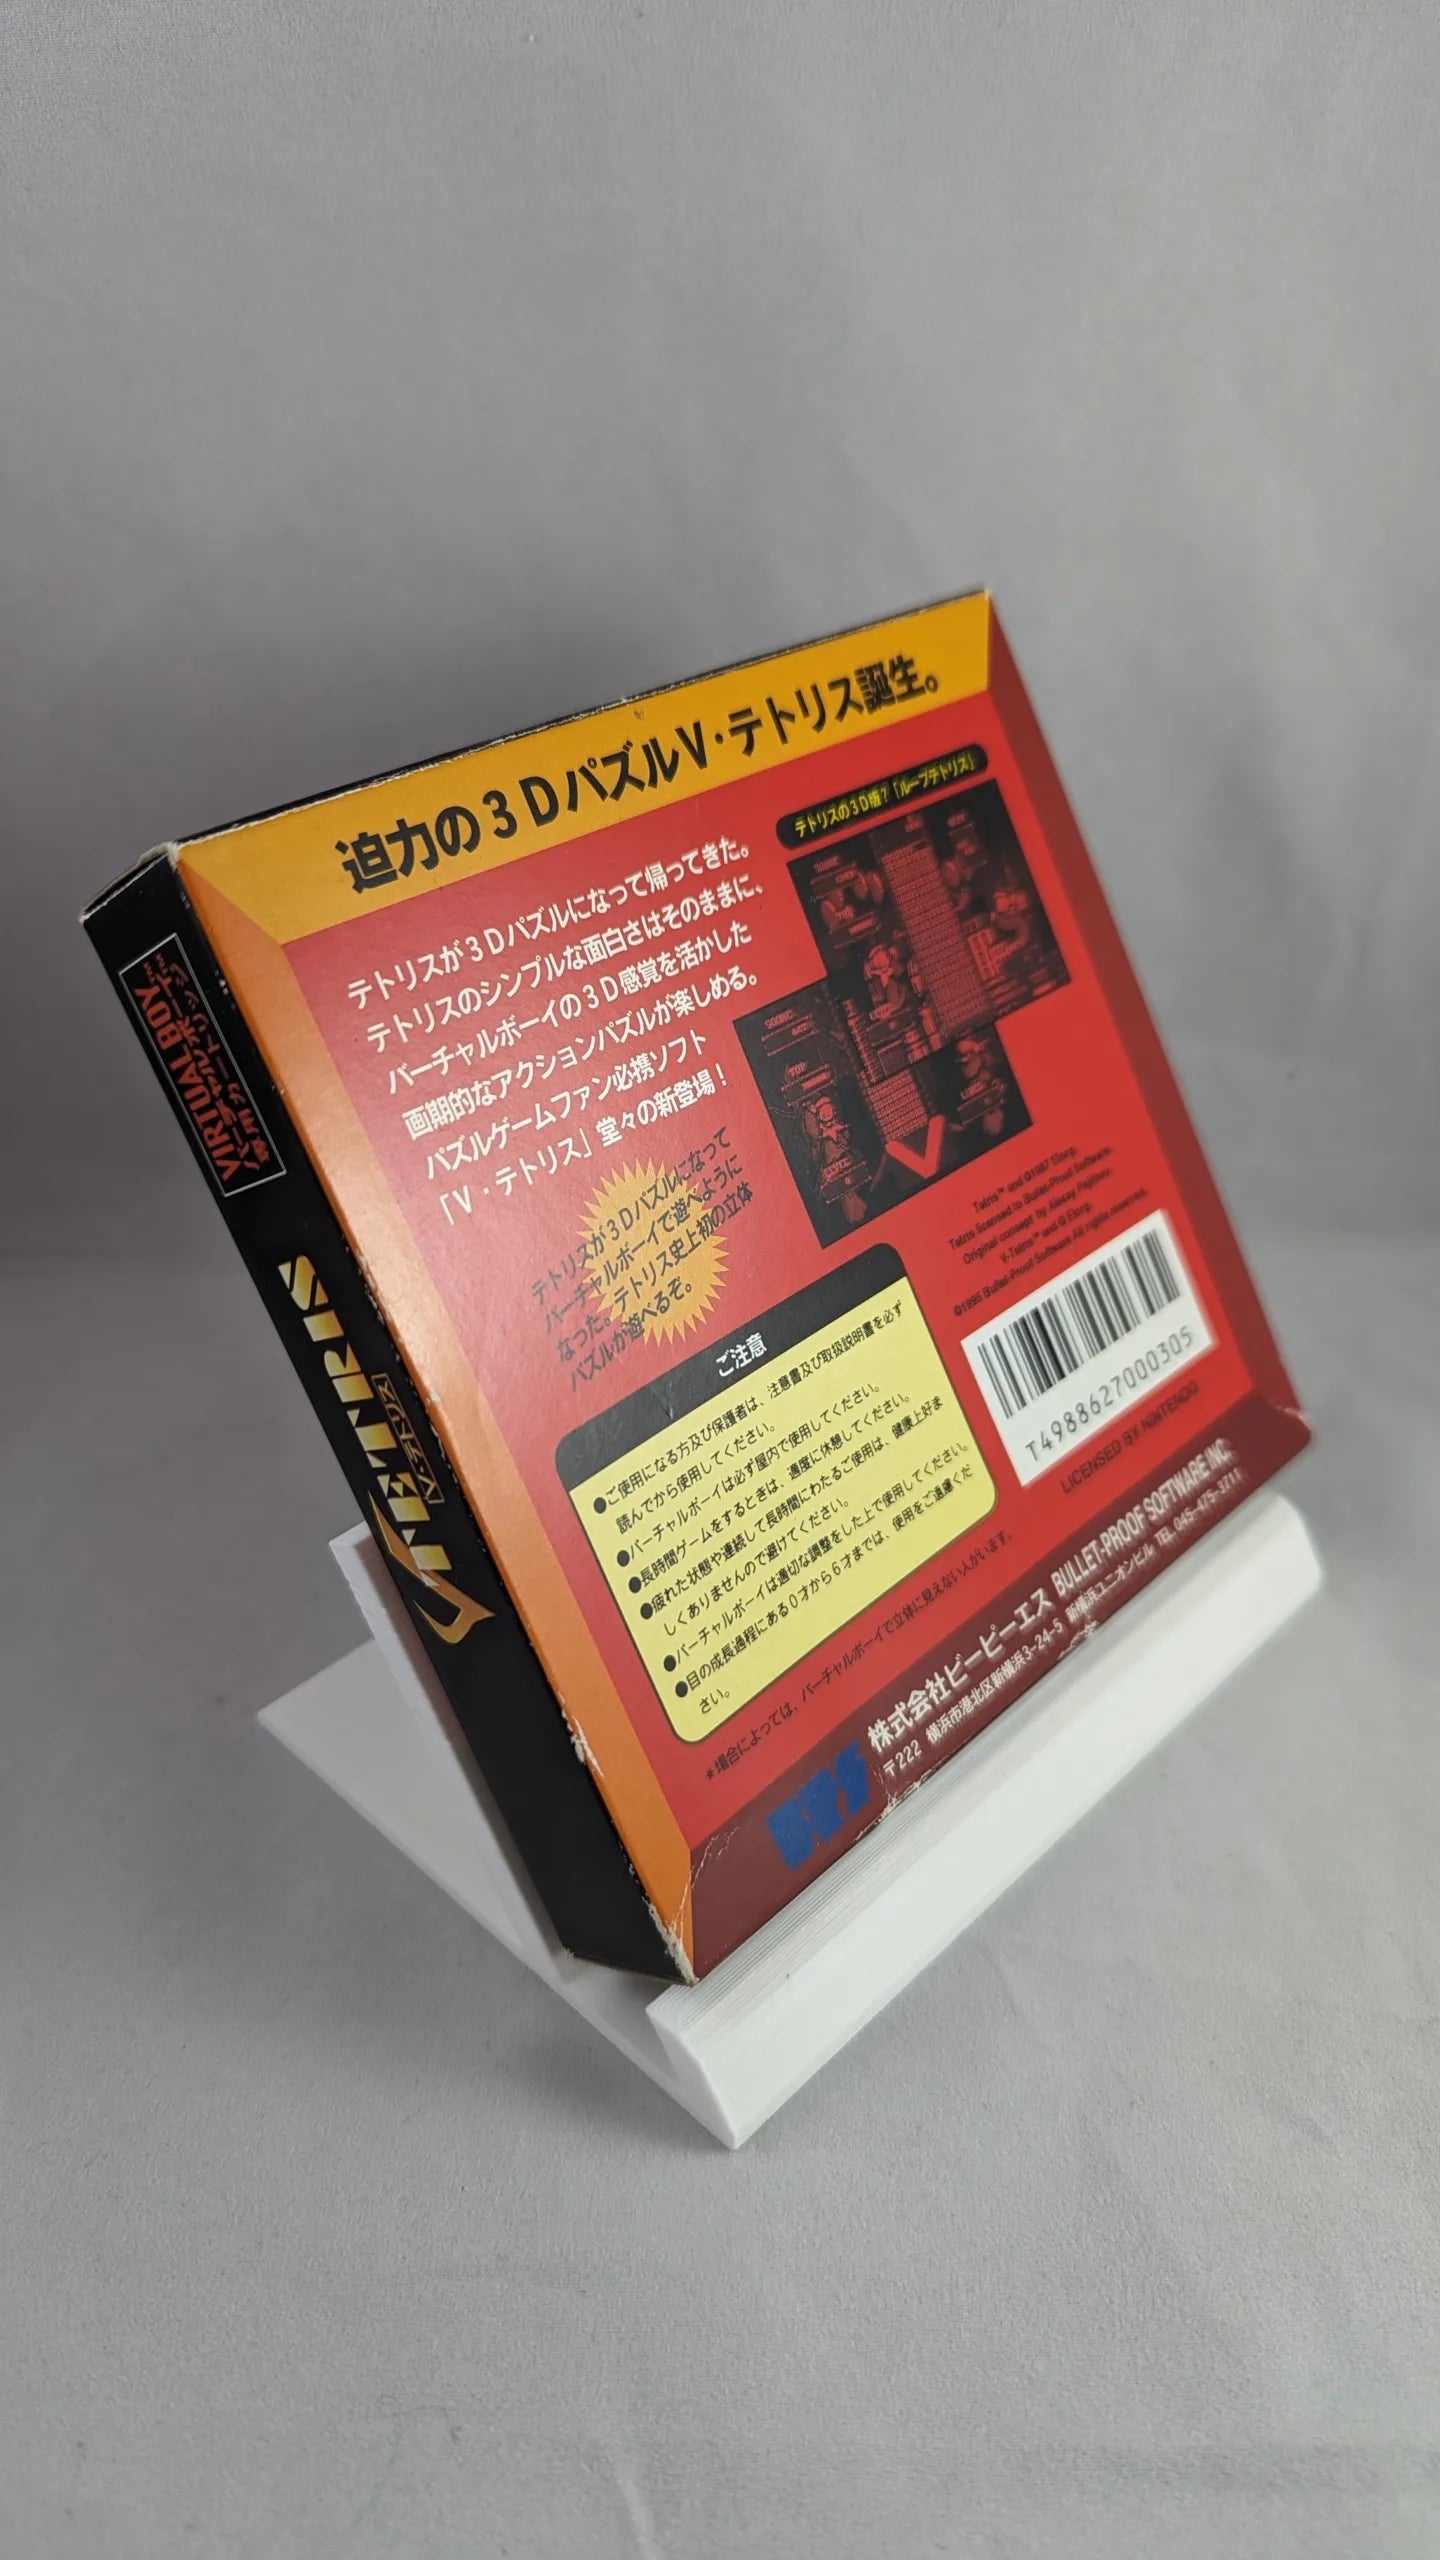 迫力の3DパズルV・テトリス誕生。
テトリスが3Dパズルになって帰ってきた。
テトリスのシンプルな面白さはそのままに、
バーチャルボーイの3D感覚を活かした
画期的なアクションパズルが楽しめる。
パズルゲームファン必携ソフト
「V・テトリス」堂々の新登場!
テトリスが3Dパズルになって
バーチャルボーイで遊べように
なった。テトリス史上初の立体
パズルが遊べるぞ。
テトリスの3D版?「ループテトリス」
ご注意
●ご使用になる方及び保護者は、注意書及び取扱説明書を必ず
読んでから使用してください。
●バーチャルボーイは必ず屋内で使用してください。
●長時間ゲームをするときは、適度に休憩してください。
●疲れた状態や連続して長時間にわたるご使用は、健康上好ま
しくありませんので避けてください。
●バーチャルボーイは適切な調整をした上で使用してください。
●目の成長過程にある0才から6才までは、使用をご遠慮くだ
さい。
*場合によっては、バーチャルボーイで立体に見えない人がいます。
Tetris™ and ©1987 Elorg.
Tetris licensed to Bullet-Proof Software.
Original concept by Alexey Pajitnov.
V-Tetris™ and © Elorg.
©1995 Bullet-Proof Software All rights reserved.
T4988627000305
LICENSED BY NINTENDO
BPS
株式会社ビーピーエス BULLET-PROOF SOFTWARE INC.
〒222 横浜市港北区新横浜3-24-5 新横浜ユニオンビル TEL 045-475-3211
VIRTUAL BOY™
バーチャルボーイ™
専用カートリッジ
V TETRIS
V・テトリス